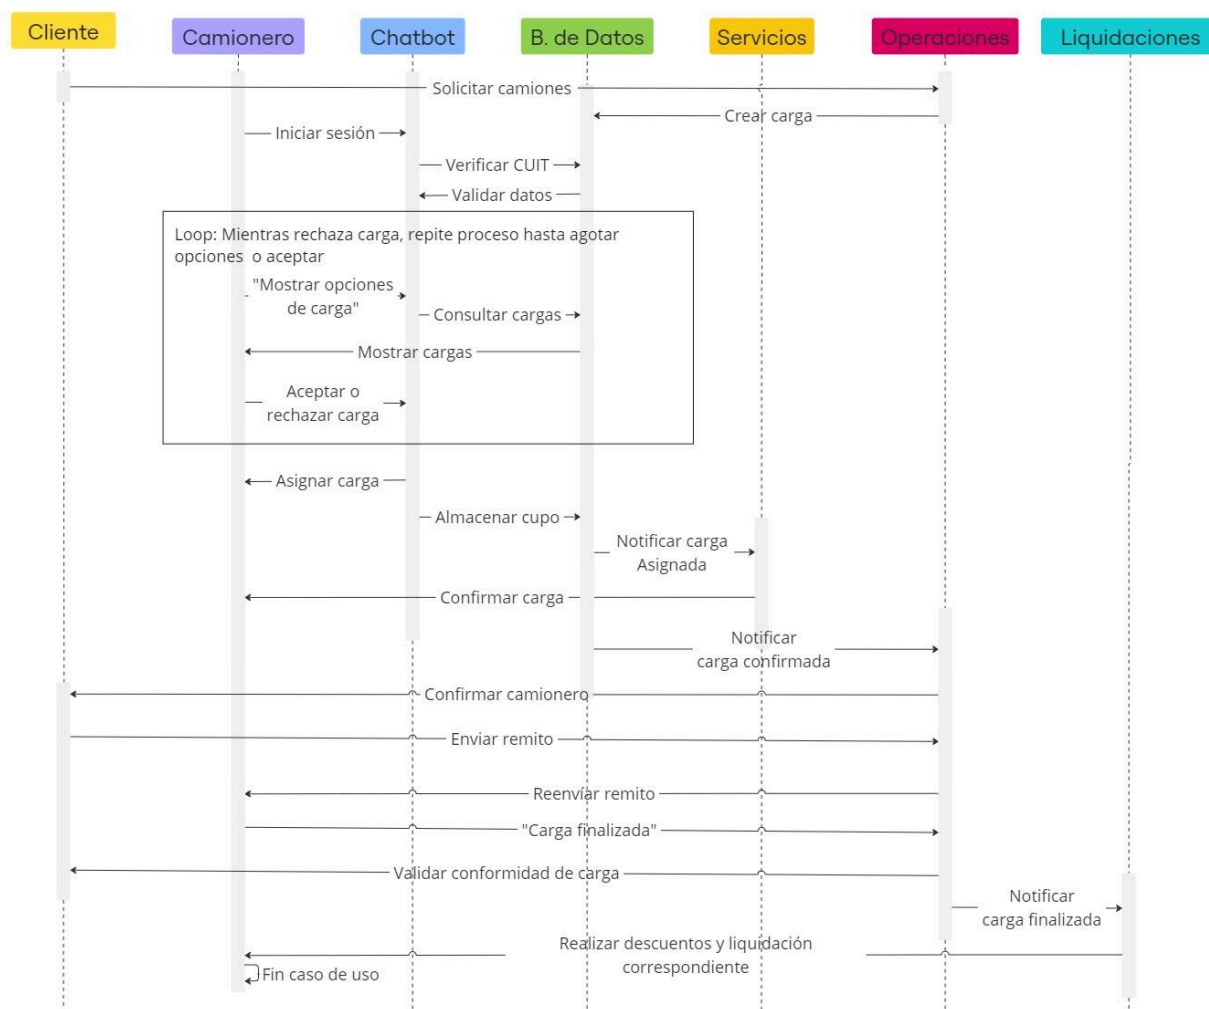 Cliente
Camionero
Chatbot
B. de Datos
Servicios
Operaciones
Liquidaciones
Solicitar camiones
Crear carga
Iniciar sesión
Verificar CUIT
Validar datos
Loop: Mientras rechaza carga, repite proceso hasta agotar
opciones o aceptar
"Mostrar opciones
de carga"
Consultar cargas
Mostrar cargas
Aceptar o
rechazar carga
Asignar carga
Almacenar cupo
Notificar carga
Asignada
Confirmar carga
Notificar
carga confirmada
Confirmar camionero
Enviar remito
Reenvíar remito
"Carga finalizada"
Validar conformidad de carga
Notificar
carga finalizada
Realizar descuentos y liquidación
correspondiente
Fin caso de uso